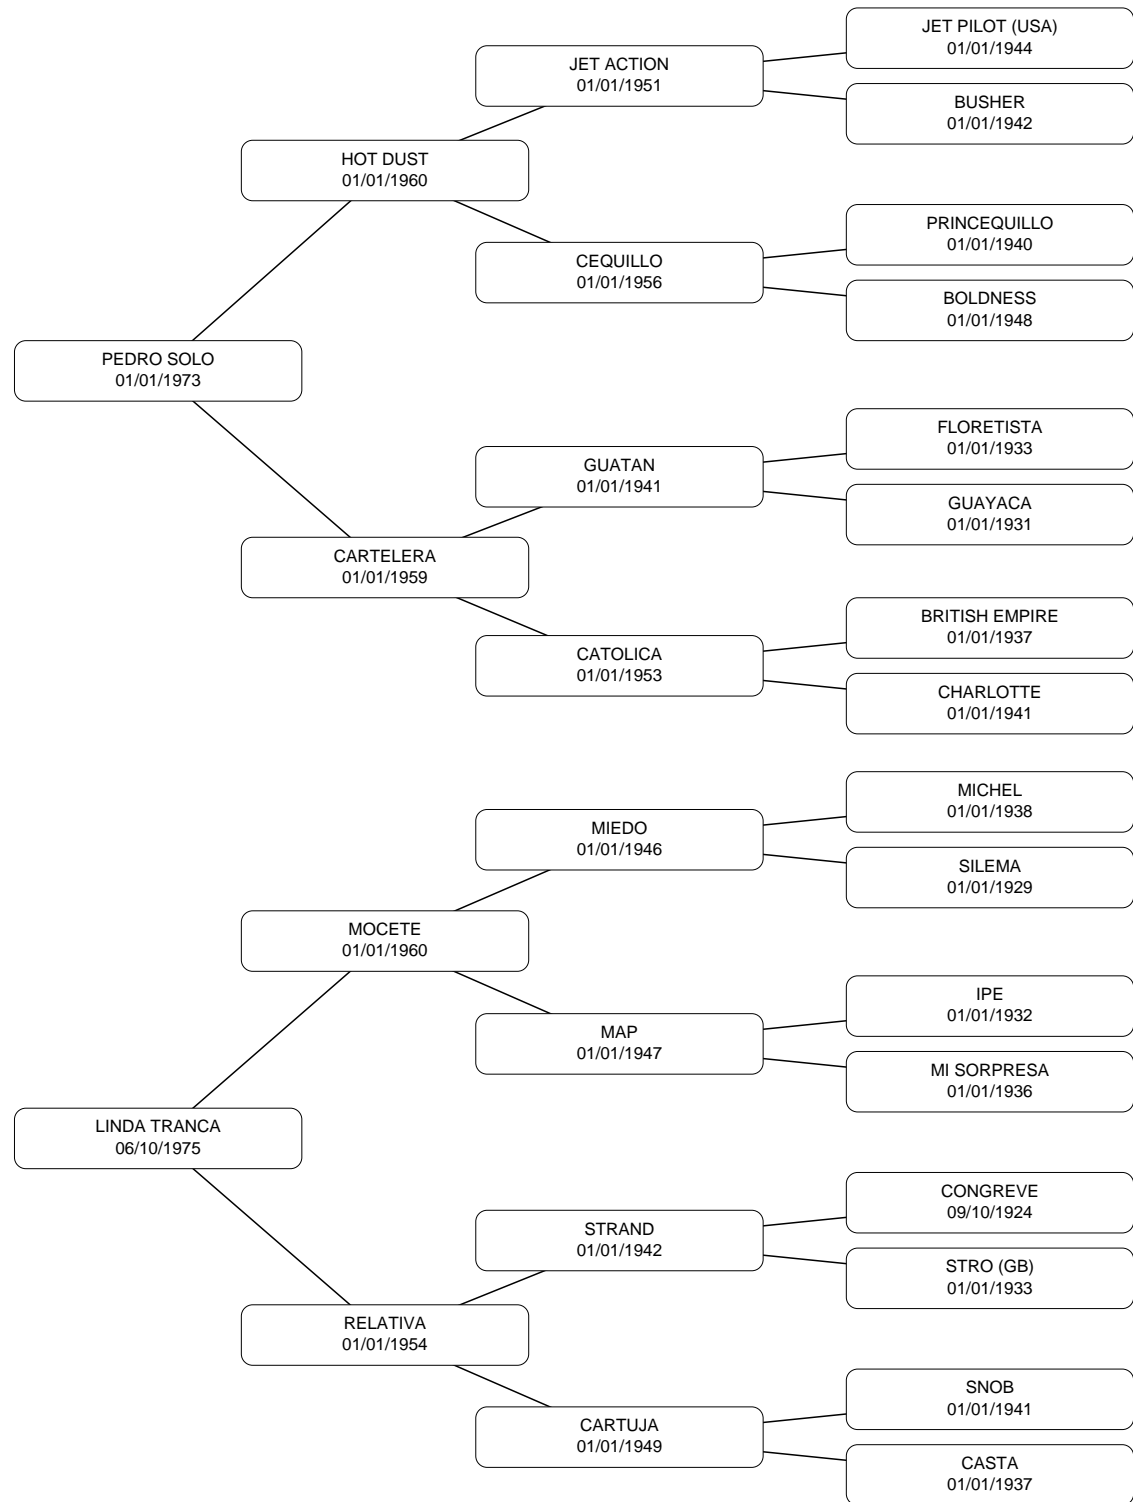 JET PILOT (USA)
01/01/1944
JET ACTION
01/01/1951
BUSHER
01/01/1942
HOT DUST
01/01/1960
PRINCEQUILLO
01/01/1940
CEQUILLO
01/01/1956
BOLDNESS
01/01/1948
PEDRO SOLO
01/01/1973
FLORETISTA
01/01/1933
GUATAN
01/01/1941
GUAYACA
01/01/1931
CARTELERA
01/01/1959
BRITISH EMPIRE
01/01/1937
CATOLICA
01/01/1953
CHARLOTTE
01/01/1941
MICHEL
01/01/1938
MIEDO
01/01/1946
SILEMA
01/01/1929
MOCETE
01/01/1960
IPE
01/01/1932
MAP
01/01/1947
MI SORPRESA
01/01/1936
LINDA TRANCA
06/10/1975
CONGREVE
09/10/1924
STRAND
01/01/1942
STRO (GB)
01/01/1933
RELATIVA
01/01/1954
SNOB
01/01/1941
CARTUJA
01/01/1949
CASTA
01/01/1937